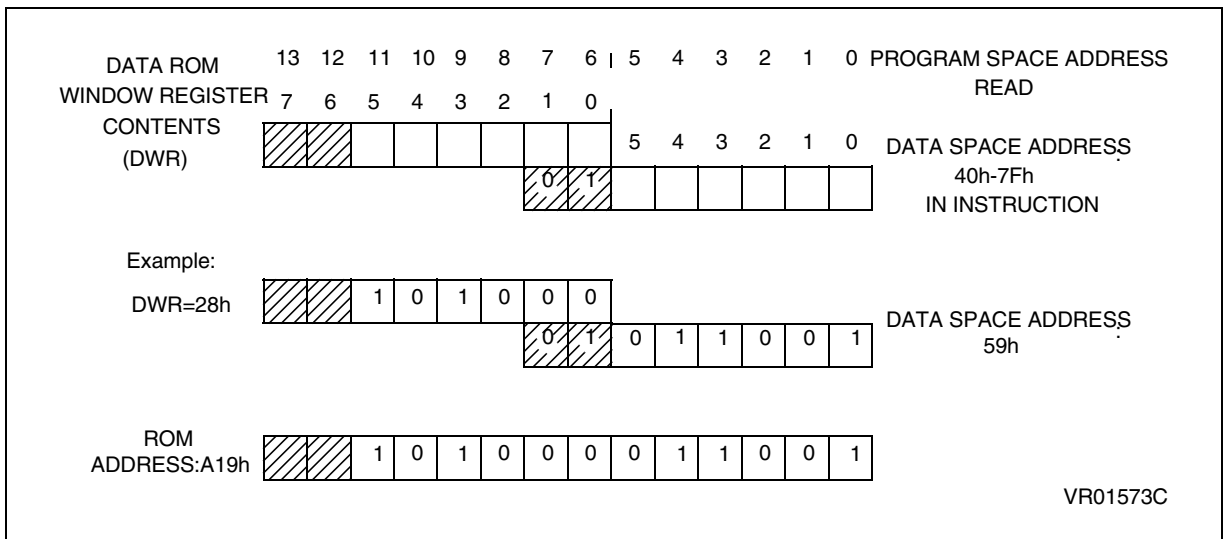 13 12 11 10 9 8 7 6 5 4 3 2 1 0 PROGRAM SPACE ADDRESS
READ
DATA ROM
WINDOW REGISTER 7 6 5 4 3 2 1 0
CONTENTS
(DWR)
5 4 3 2 1 0 DATA SPACE ADDRESS
:
0 1
40h-7Fh
IN INSTRUCTION
Example:
DWR=28h 1 0 1 0 0 0
DATA SPACE ADDRESS
:
0 1 0 1 1 0 0 1
59h
ROM
ADDRESS:A19h 1 0 1 0 0 0 0 1 1 0 0 1
VR01573C